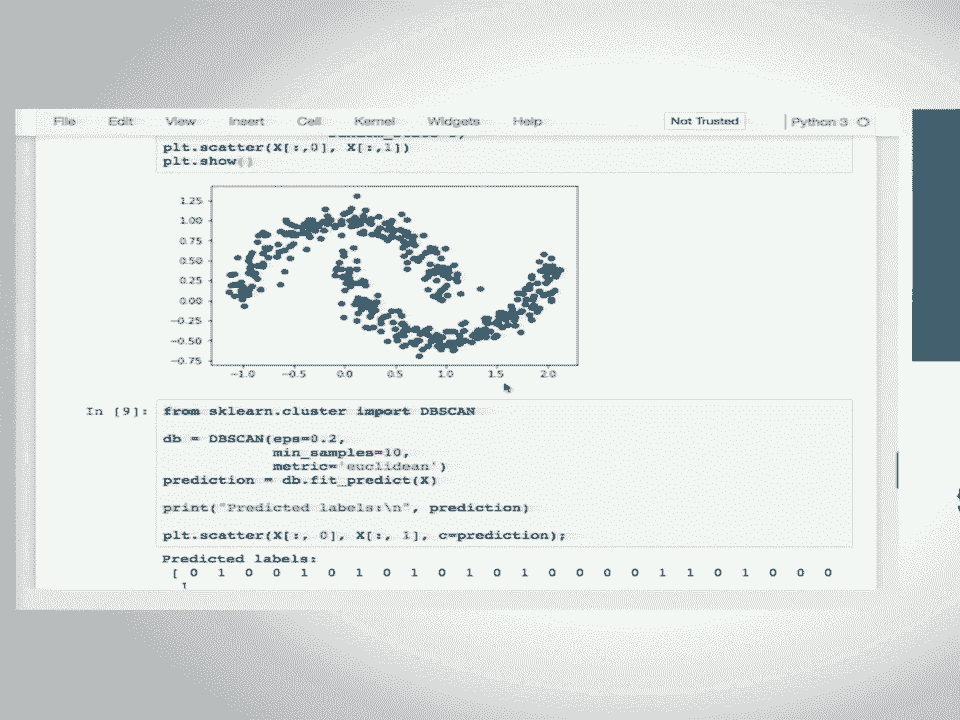 File Edit View Insert Cell Kernel Widgets Help Not Trusted Python 3
plt.scatter(X[:,0], X[:,1])
plt.show()
1.25
1.00
0.75
0.50
0.25
0.00
−0.25
−0.50
−0.75
−1.0 −0.5 0.0 0.5 1.0 1.5 2.0
In [9]: from sklearn.cluster import DBSCAN
db = DBSCAN(eps=0.2,
min_samples=10,
metric='euclidean')
prediction = db.fit_predict(X)
print("Predicted labels:\n", prediction)
plt.scatter(X[:, 0], X[:, 1], c=prediction);
Predicted labels:
[ 0 1 0 0 1 0 1 0 1 0 1 0 1 0 0 0 0 1 1 0 1 0 0 0